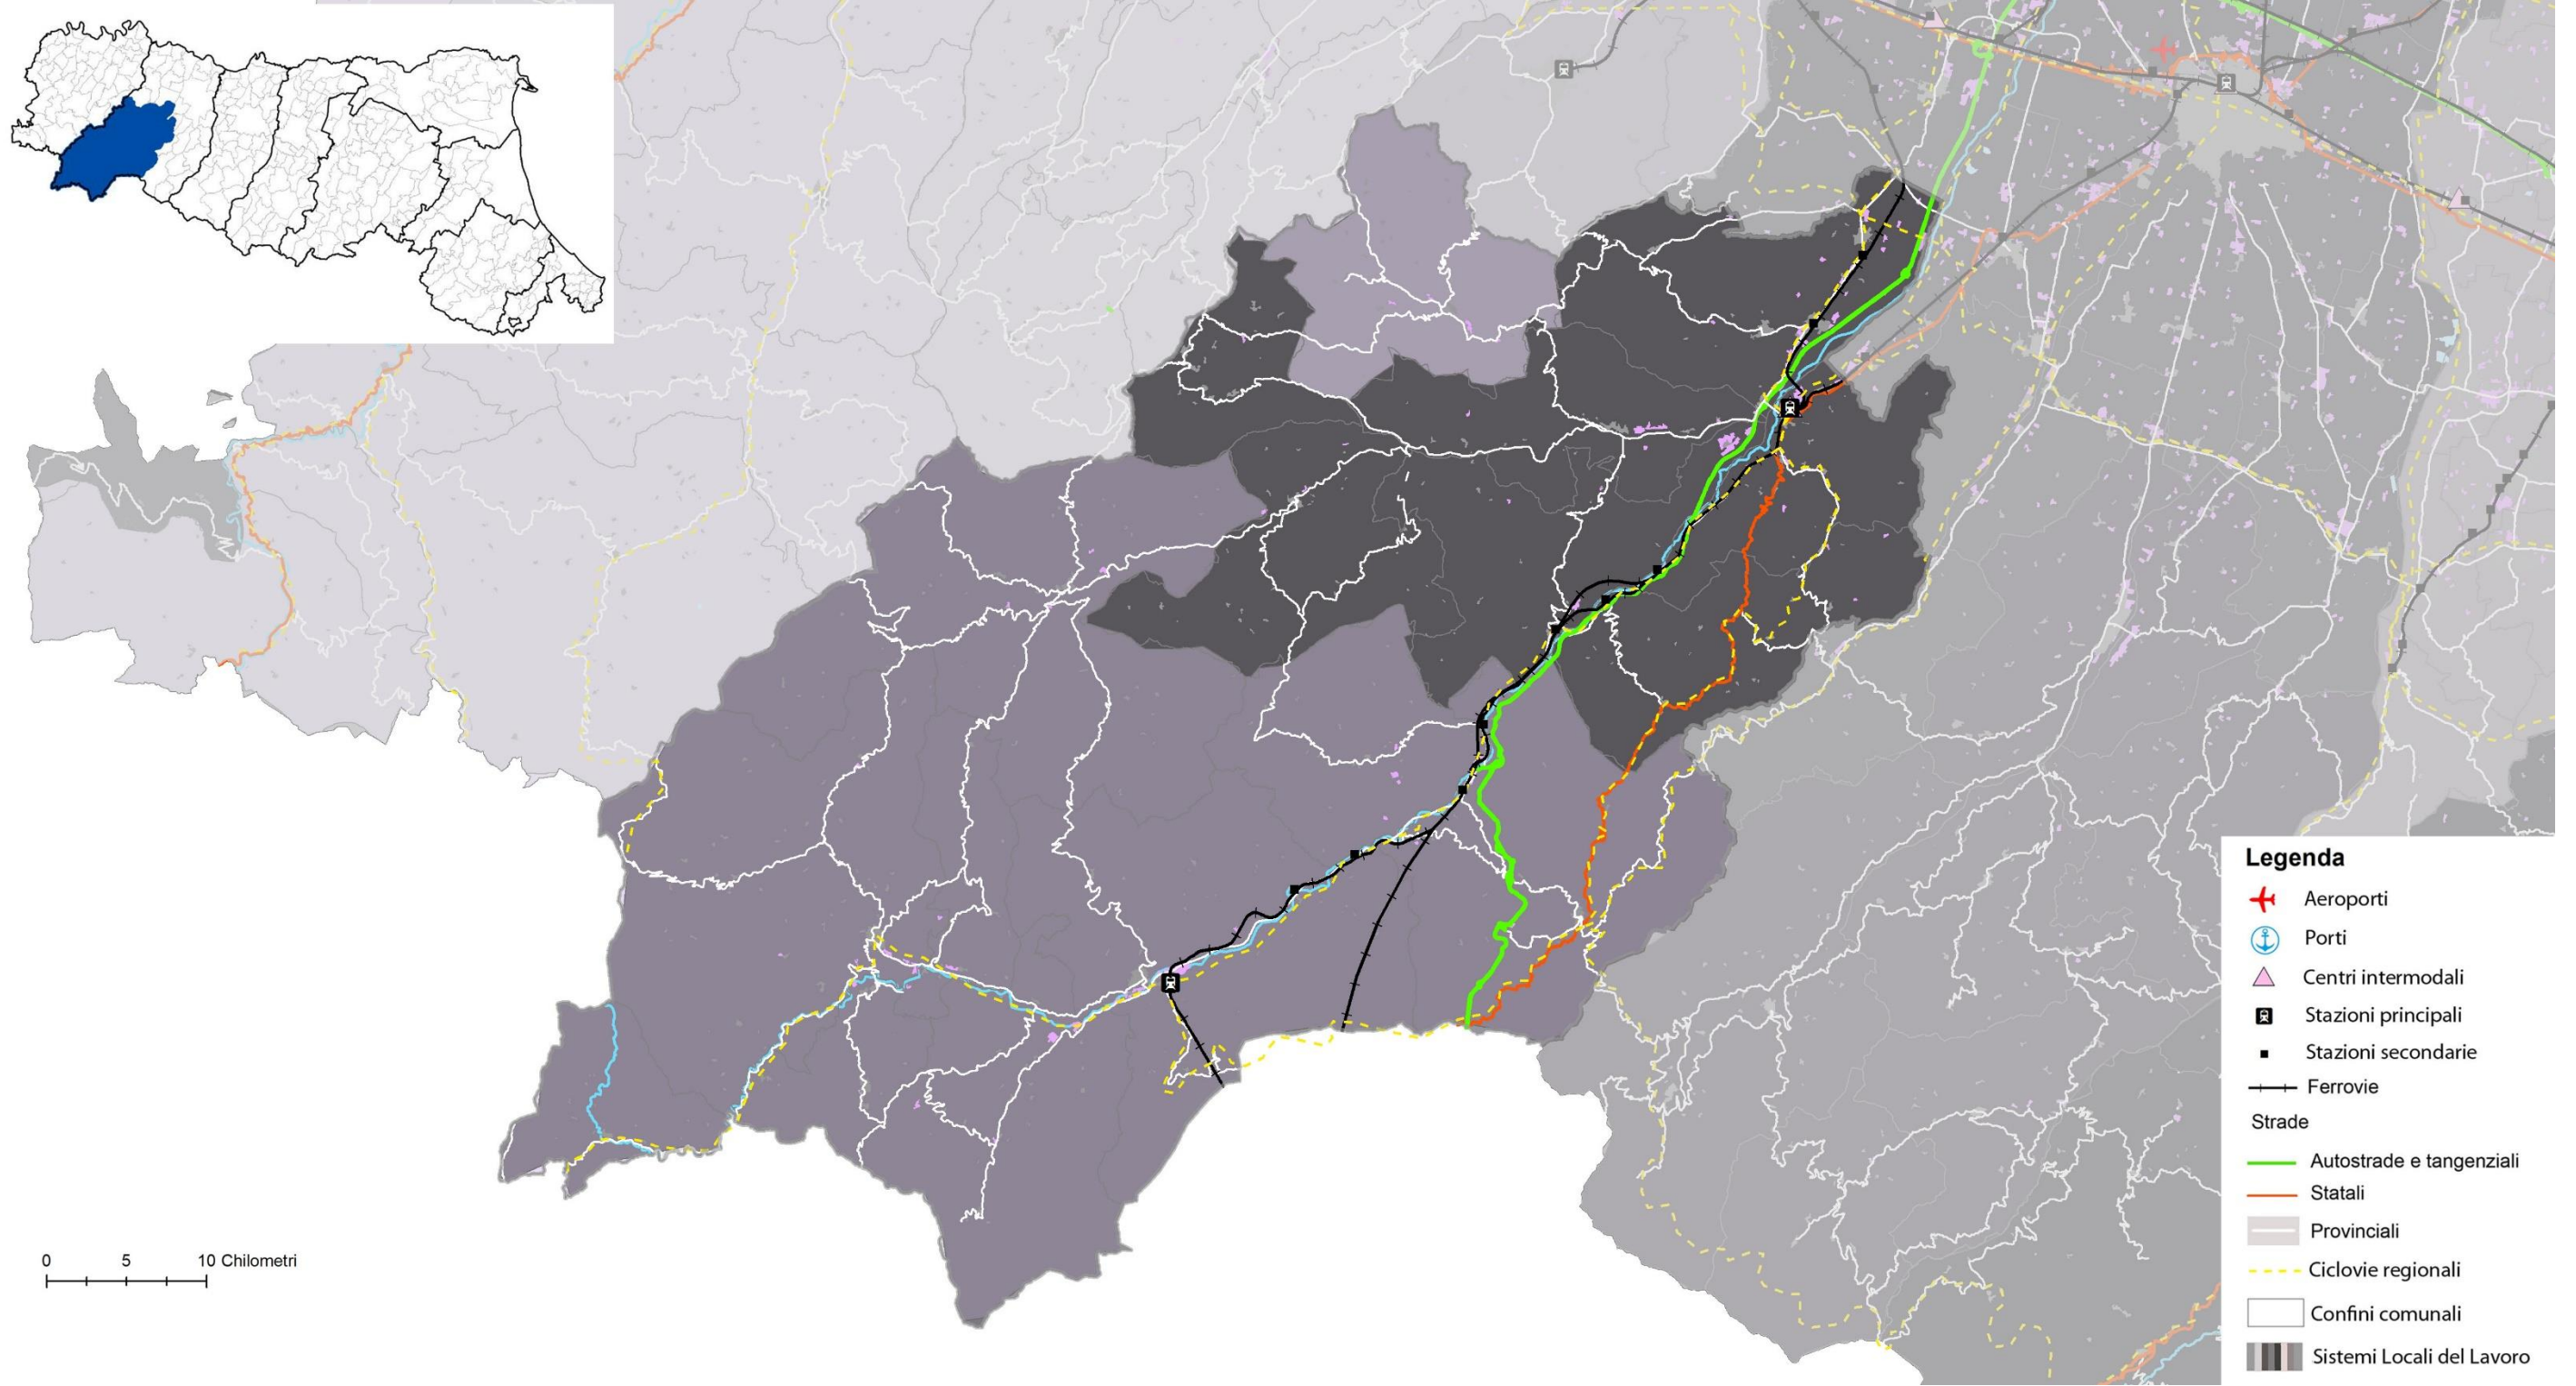 Legenda
Aeroporti
Porti
Centri intermodali
Stazioni principali
Stazioni secondarie
Ferrovie
Strade
Autostrade e tangenziali
Statali
Provinciali
Ciclovie regionali
Confini comunali
Sistemi Locali del Lavoro
0 5 10 Chilometri